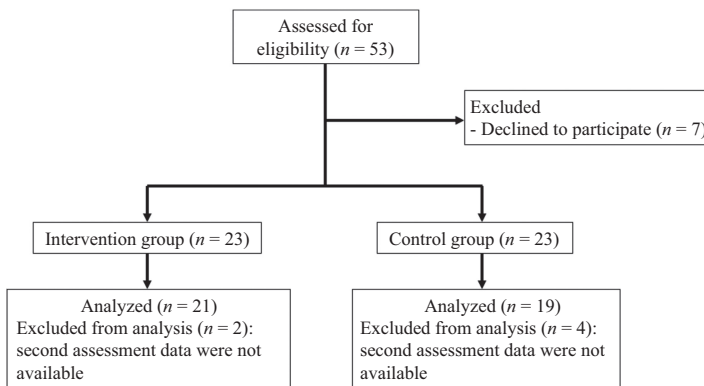 Assessed for
eligibility (n = 53)
Excluded
- Declined to participate (n = 7)
Intervention group (n = 23)
Control group (n = 23)
Analyzed (n = 21)
Excluded from analysis (n = 2):
second assessment data were not
available
Analyzed (n = 19)
Excluded from analysis (n = 4):
second assessment data were not
available